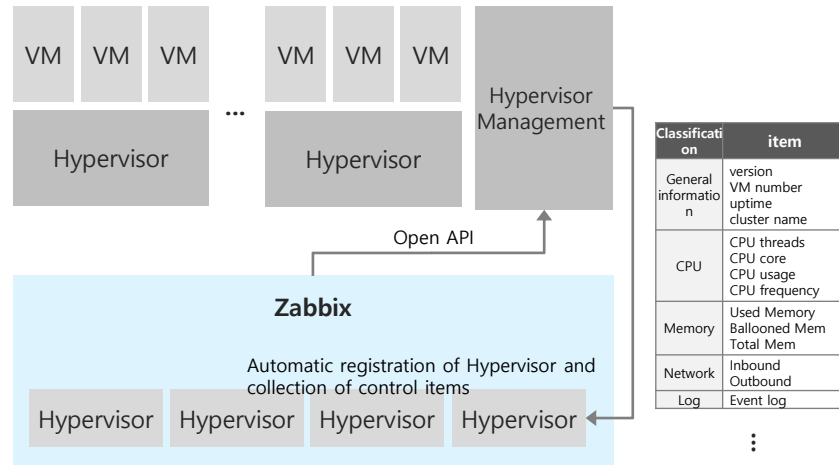 VM VM VM
VM VM VM
...
Hypervisor
Hypervisor
Hypervisor
Management
Open API
Zabbix
Automatic registration of Hypervisor and
collection of control items
Hypervisor Hypervisor Hypervisor Hypervisor
Classificati
on
item
General
informatio
n
version
VM number
uptime
cluster name
CPU
CPU threads
CPU core
CPU usage
CPU frequency
Memory
Used Memory
Ballooned Mem
Total Mem
Network
Inbound
Outbound
Log
Event log
...